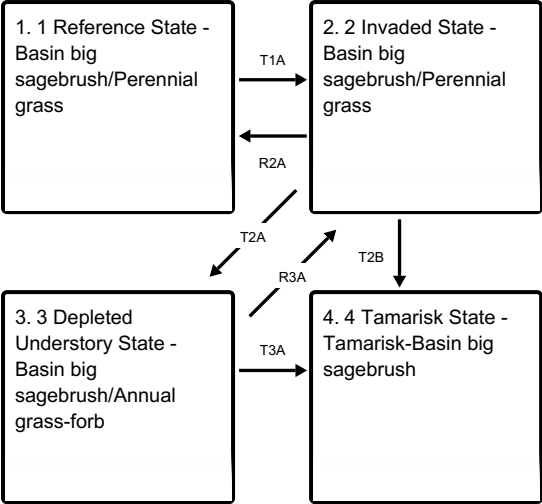 1. 1 Reference State -
Basin big
sagebrush/Perennial
grass
T1A
R2A
2. 2 Invaded State -
Basin big
sagebrush/Perennial
grass
T2A
R3A
T2B
3. 3 Depleted
Understory State -
Basin big
sagebrush/Annual
grass-forb
T3A
4. 4 Tamarisk State -
Tamarisk-Basin big
sagebrush